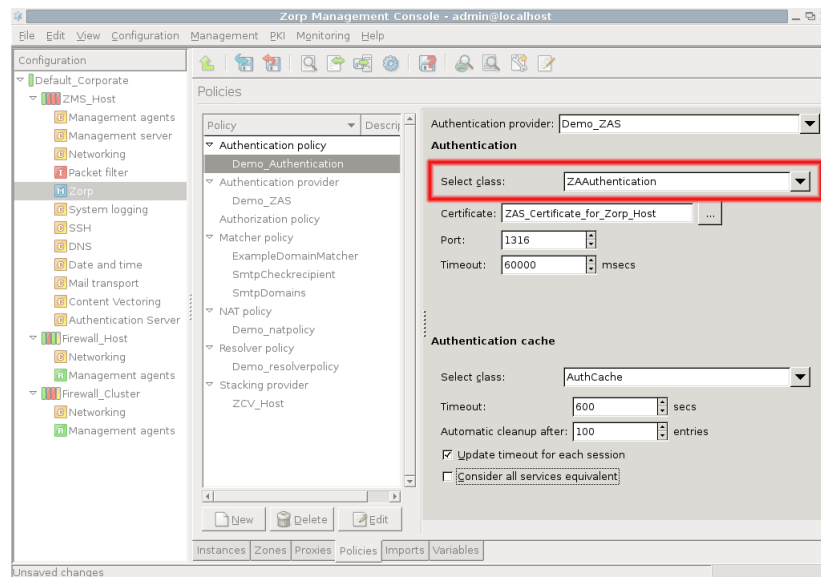 Zorp Management Console - admin@localhost
File Edit View Configuration Management PKI Monitoring Help
Configuration
Default_Corporate
ZMS_Host
Management agents
Management server
Networking
Packet filter
Zorp
System logging
SSH
DNS
Date and time
Mail transport
Content Vectoring
Authentication Server
Firewall_Host
Networking
Management agents
Firewall_Cluster
Networking
Management agents
Policies
Policy Descrip
Authentication policy
Demo_Authentication
Authentication provider
Demo_ZAS
Authorization policy
Matcher policy
ExampleDomainMatcher
SmtpCheckrecipient
SmtpDomains
NAT policy
Demo_natpolicy
Resolver policy
Demo_resolverpolicy
Stacking provider
ZCV_Host
New Delete Edit
Authentication provider: Demo_ZAS
Authentication
Select class: ZAAuthentication
Certificate: ZAS_Certificate_for_Zorp_Host ...
Port: 1316
Timeout: 60000 msecs
Authentication cache
Select class: AuthCache
Timeout: 600 secs
Automatic cleanup after: 100 entries
Update timeout for each session
Consider all services equivalent
Instances Zones Proxies Policies Imports Variables
Unsaved changes